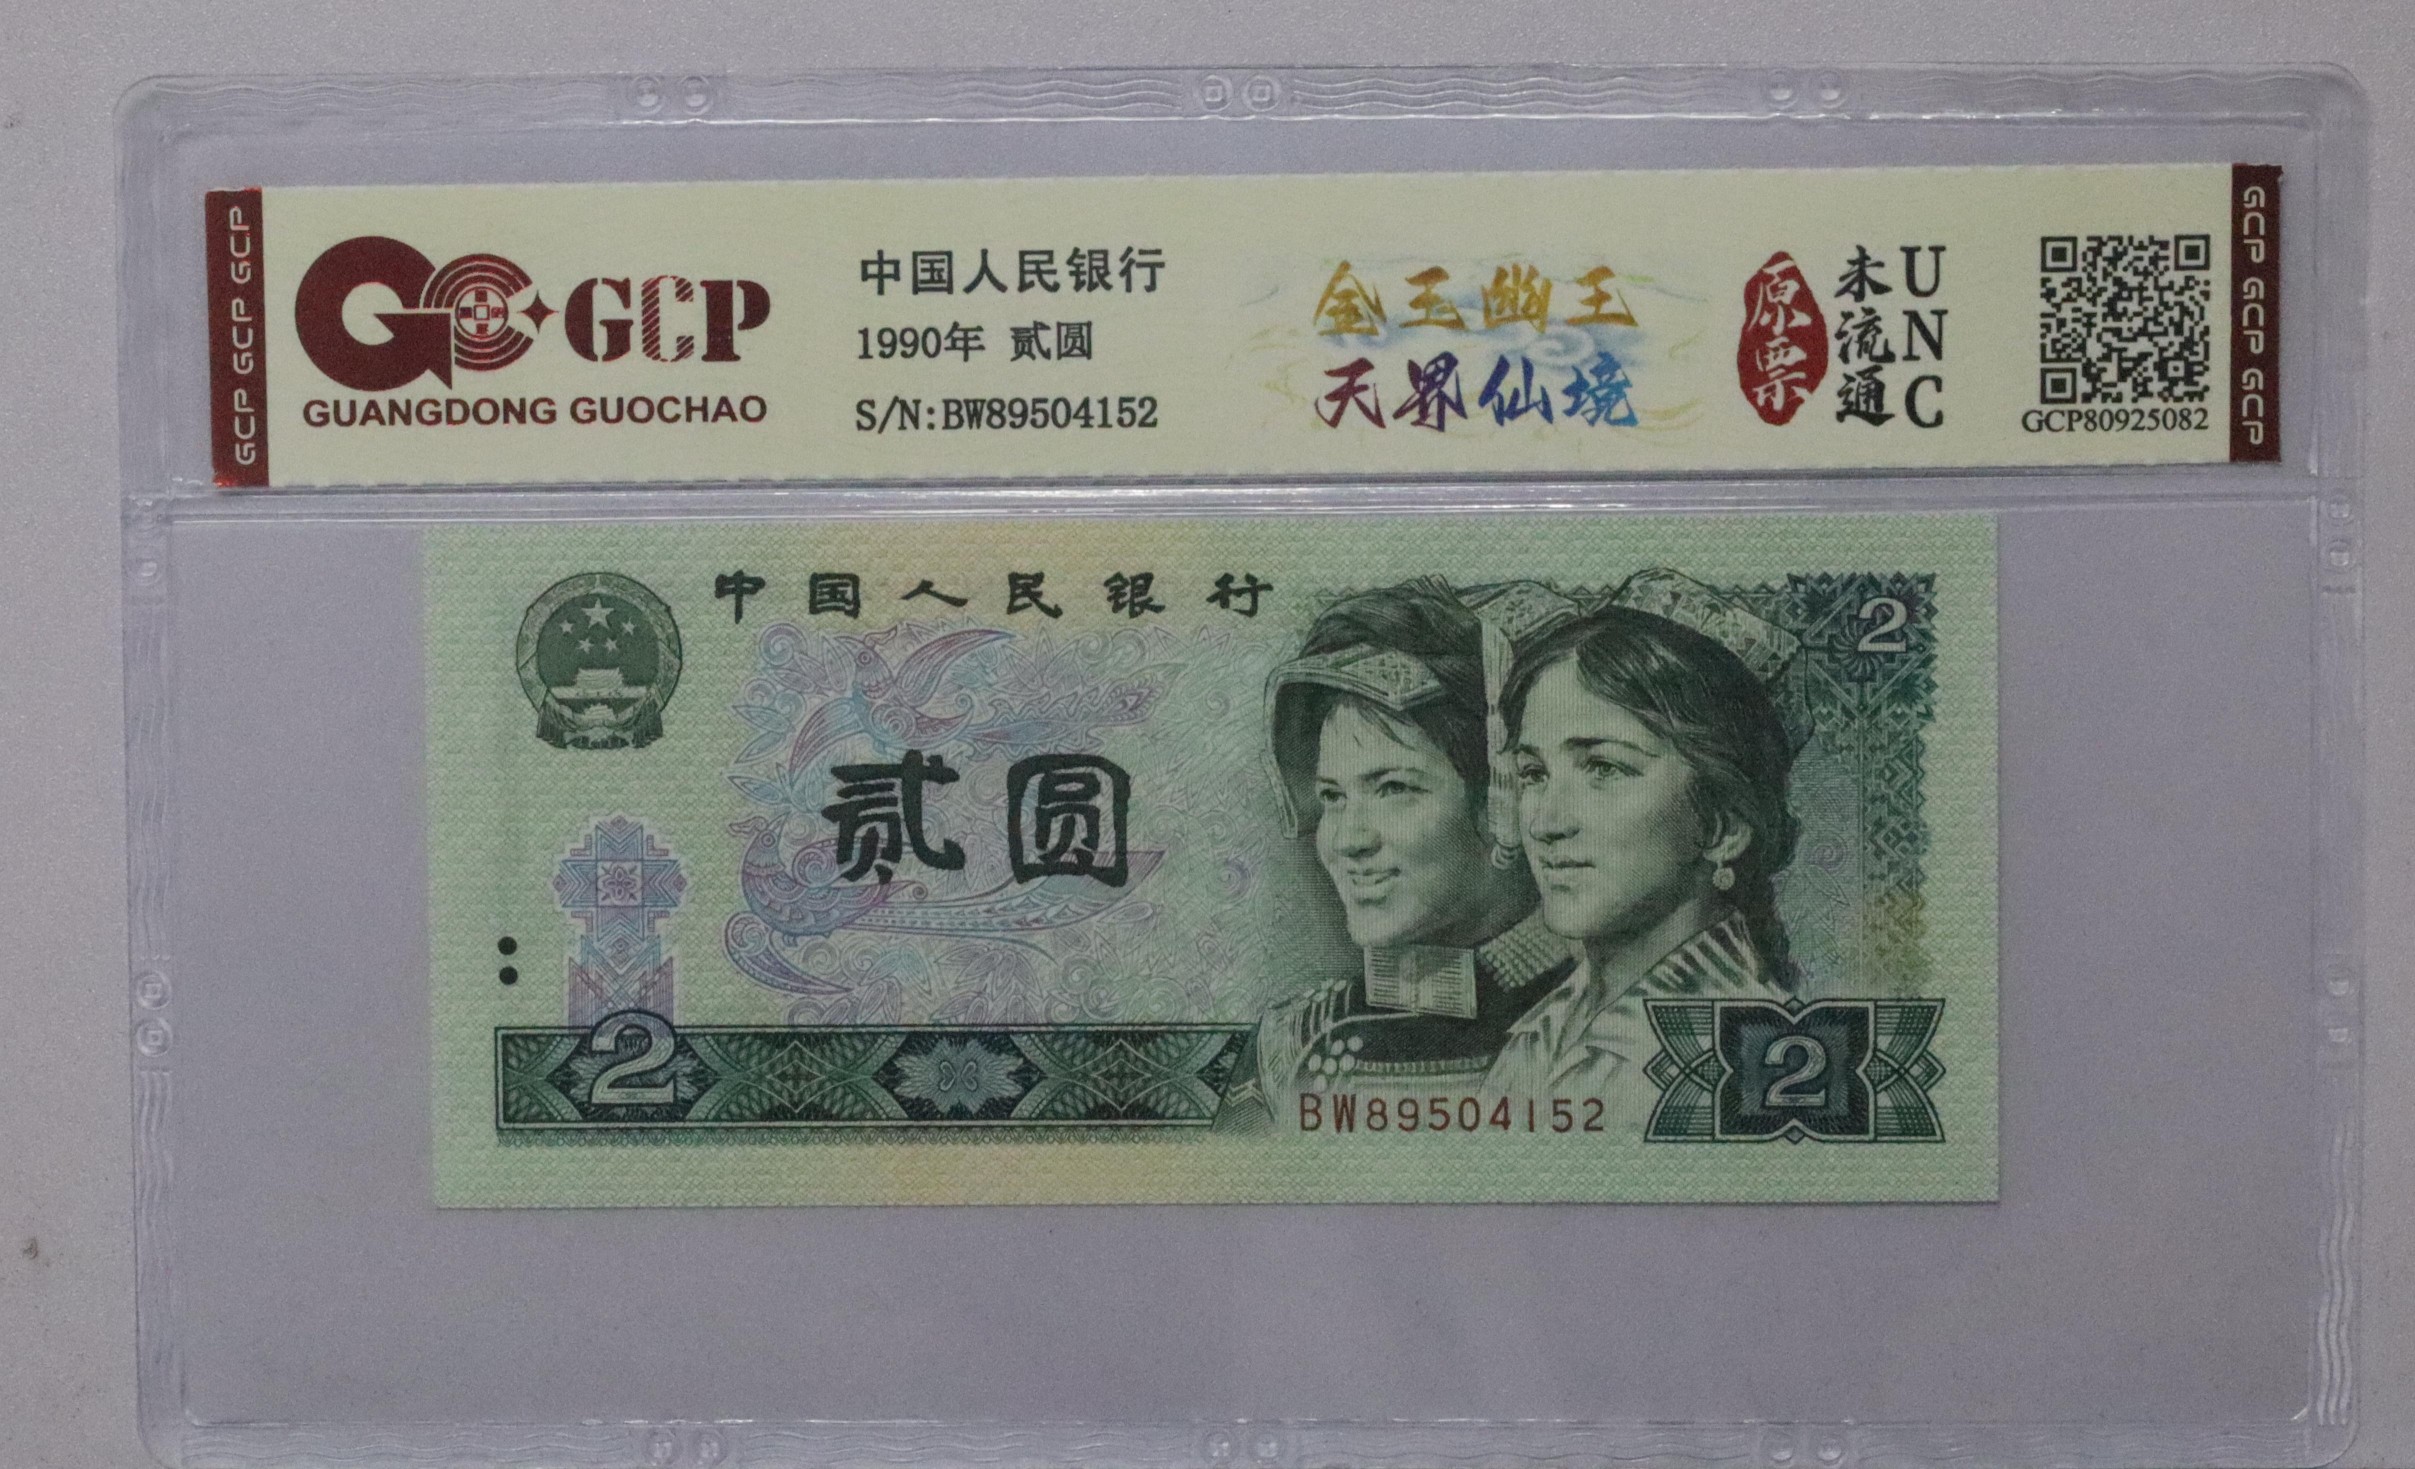 GCP GCP GCP
GCP
GUANGDONG GUOCHAO
中国人民银行
1990年 贰圆
S/N:BW89504152
金玉幽王
天界仙境
原票
未流通
UNC
GCP80925082
GCP GCP GCP
中国人民银行
2
贰圆
2
BW89504152
2